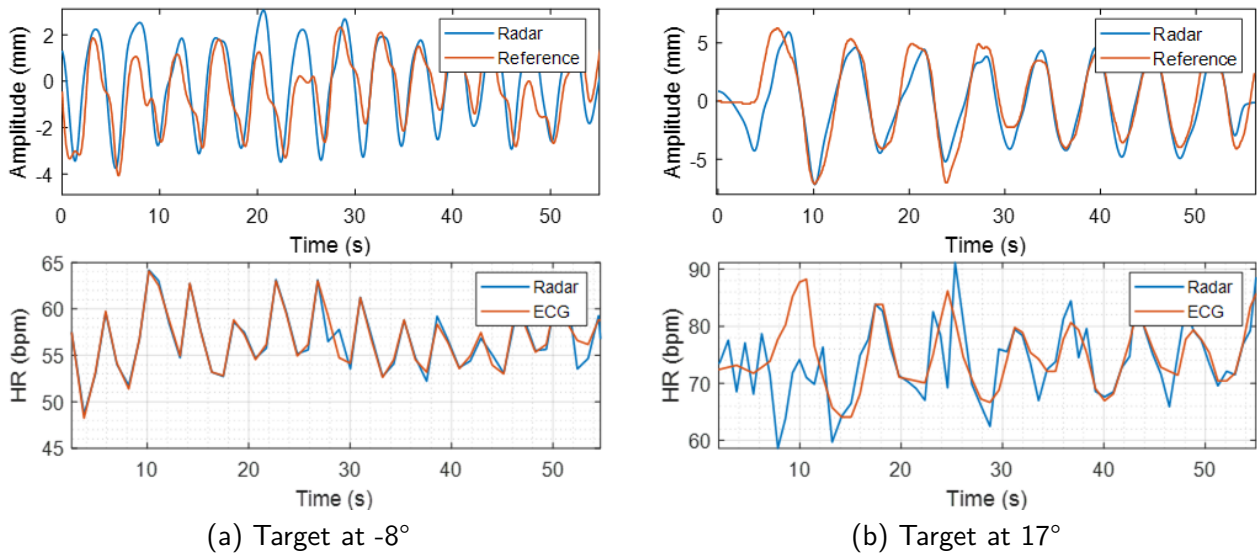 Amplitude (mm)
2
0
-2
-4
Radar
Reference
0 10 20 30 40 50
Time (s)
HR (bpm)
65
60
55
50
45
Radar
ECG
10 20 30 40 50
Time (s)
(a) Target at -8°
Amplitude (mm)
5
0
-5
Radar
Reference
0 10 20 30 40 50
Time (s)
HR (bpm)
90
80
70
60
Radar
ECG
10 20 30 40 50
Time (s)
(b) Target at 17°